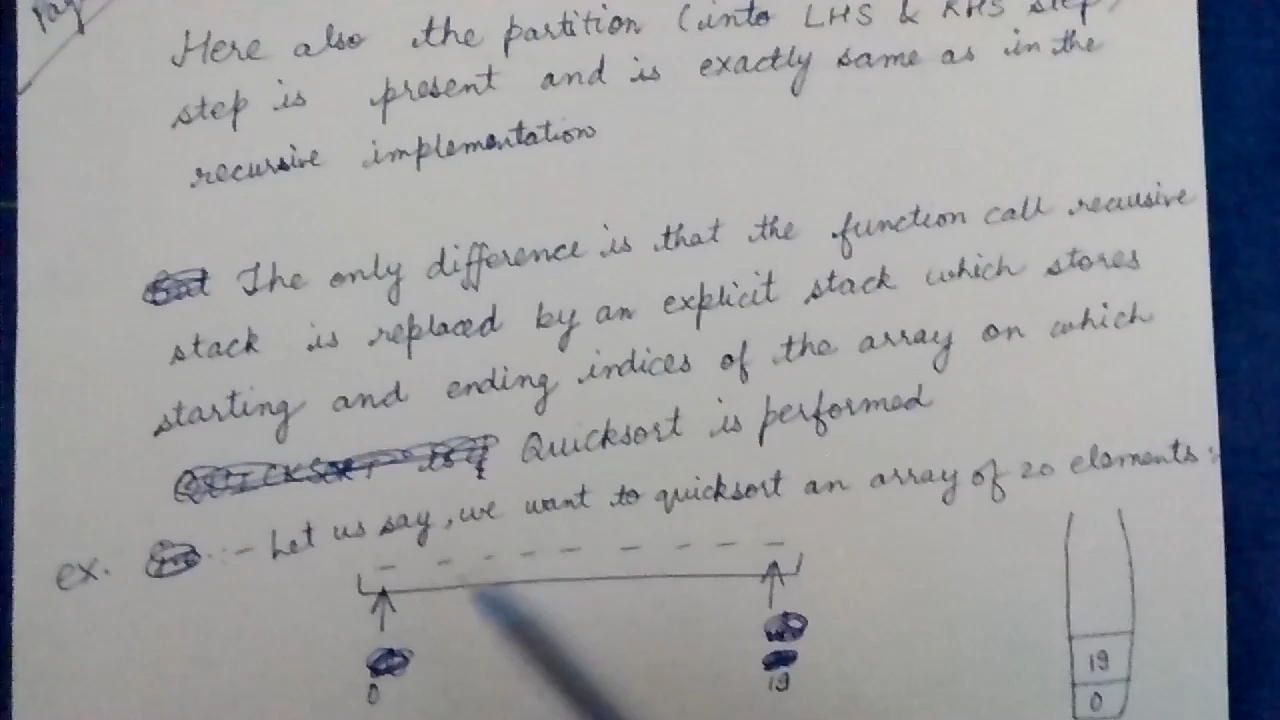 Pag
Here also the partition (into LHS & RHS step)
step is present and is exactly same as in the
recursive implementation
The only difference is that the function call recursive
stack is replaced by an explicit stack which stores
starting and ending indices of the array on which
Quicksort is performed
ex. :- Let us say, we want to quicksort an array of 20 elements:
0 19
19
0